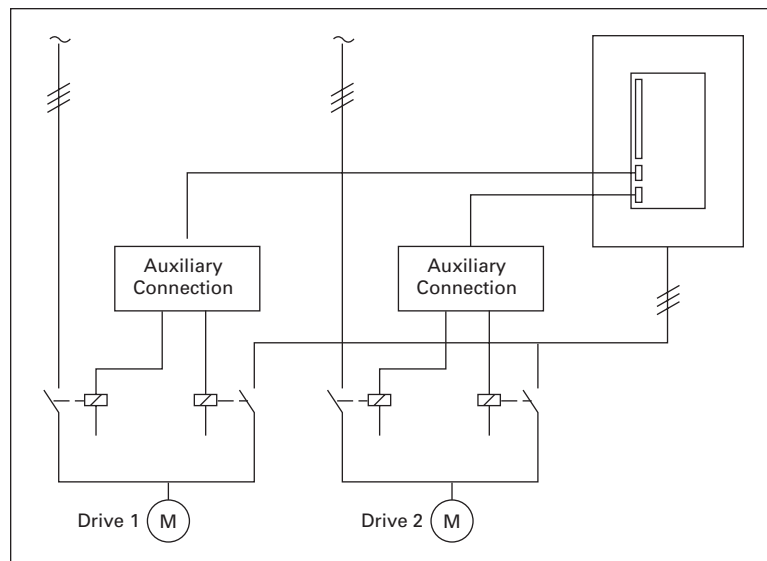 Auxiliary
Connection
Auxiliary
Connection
Drive 1
M
Drive 2
M